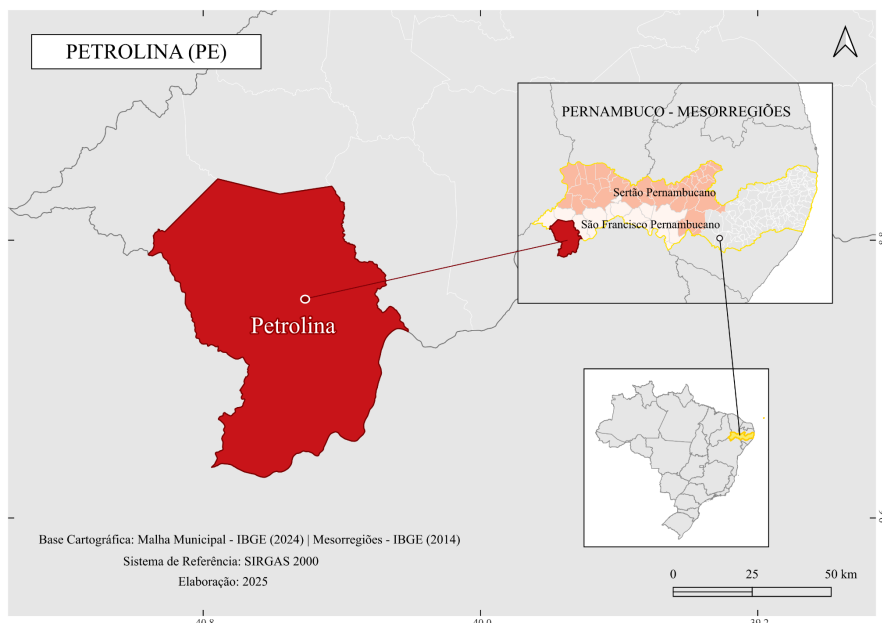 PETROLINA (PE)
PERNAMBUCO - MESORREGIÕES
Sertão Pernambucano
São Francisco Pernambucano
Petrolina
Base Cartográfica: Malha Municipal - IBGE (2024) | Mesorregiões - IBGE (2014)
Sistema de Referência: SIRGAS 2000
Elaboração: 2025
0 25 50 km